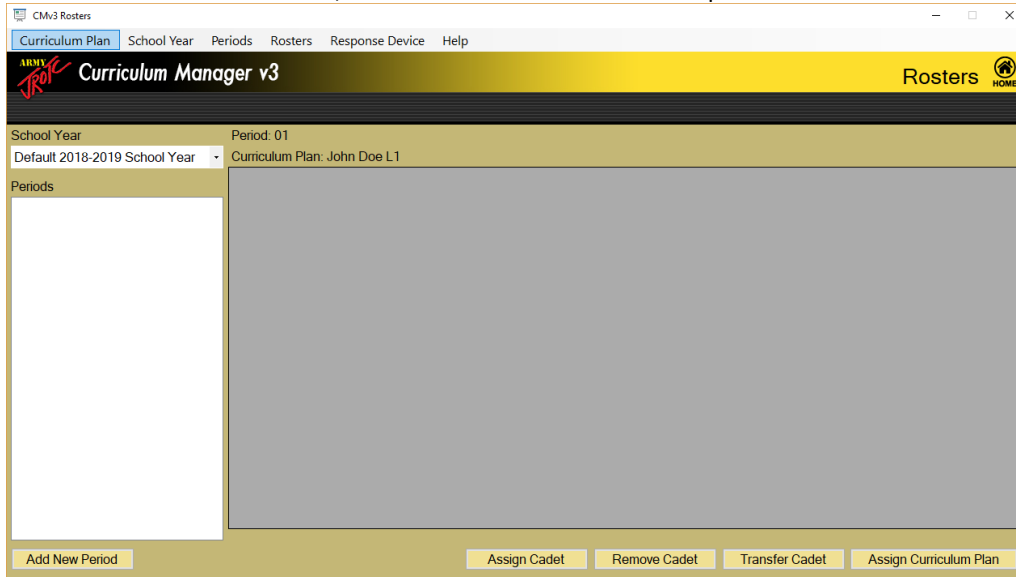 CMv3 Rosters
Curriculum Plan School Year Periods Rosters Response Device Help
ARMY JROTC Curriculum Manager v3 Rosters HOME
School Year Period: 01
Default 2018-2019 School Year Curriculum Plan: John Doe L1
Periods
Add New Period Assign Cadet Remove Cadet Transfer Cadet Assign Curriculum Plan